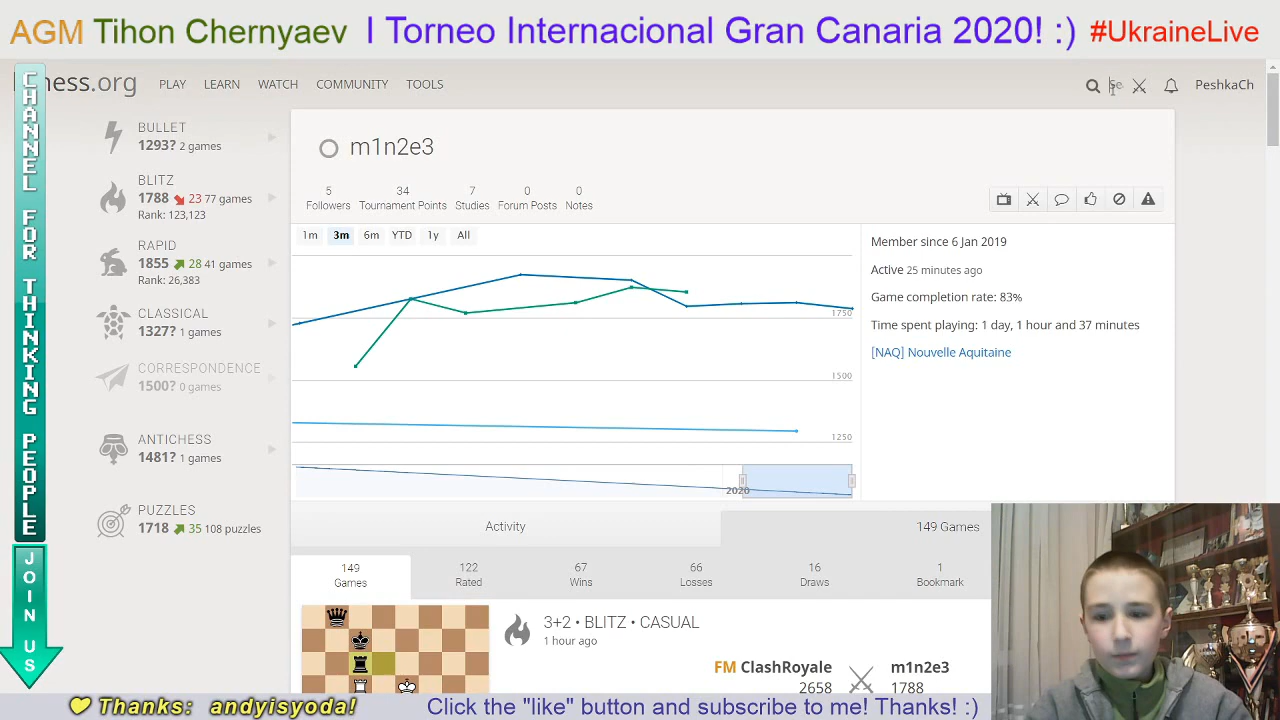 AGM Tihon Chernyaev I Torneo Internacional Gran Canaria 2020! :) #UkraineLive
CHANNEL FOR THINKING PEOPLE
JOIN US
hess.org PLAY LEARN WATCH COMMUNITY TOOLS Se PeshkaCh
BULLET
1293? 2 games
BLITZ
1788 23 77 games
Rank: 123,123
RAPID
1855 28 41 games
Rank: 26,383
CLASSICAL
1327? 1 games
CORRESPONDENCE
1500? 0 games
ANTICHESS
1481? 1 games
PUZZLES
1718 35 108 puzzles
m1n2e3
5 34 7 0 0
Followers Tournament Points Studies Forum Posts Notes
1m 3m 6m YTD 1y All
1750
1500
1250
2020
Member since 6 Jan 2019
Active 25 minutes ago
Game completion rate: 83%
Time spent playing: 1 day, 1 hour and 37 minutes
[NAQ] Nouvelle Aquitaine
Activity 149 Games
149 122 67 66 16 1
Games Rated Wins Losses Draws Bookmark
3+2 • BLITZ • CASUAL
1 hour ago
FM ClashRoyale m1n2e3
2658 1788
Thanks: andyisyoda! Click the "like" button and subscribe to me! Thanks! :)